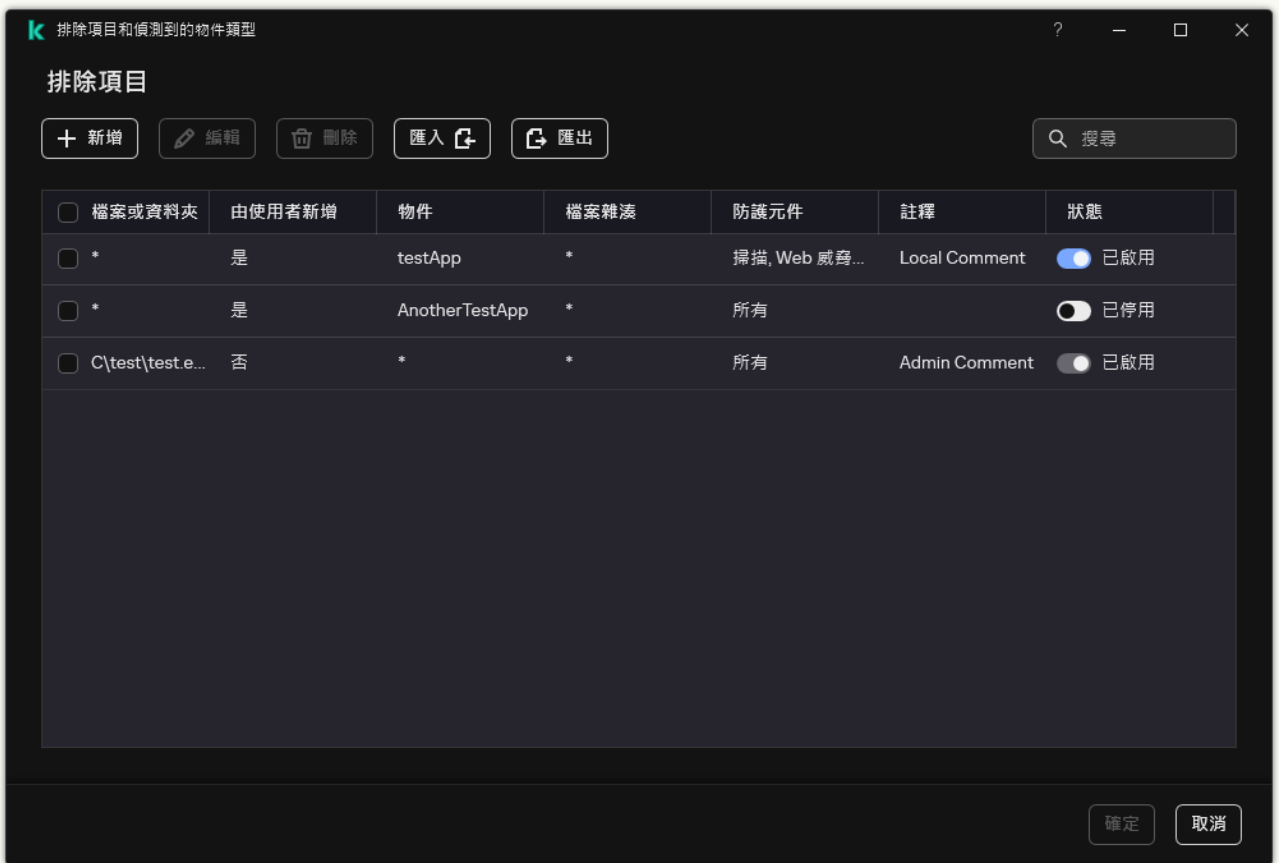 排除項目和偵測到的物件類型
排除項目
新增 編輯 刪除 匯入 匯出 搜尋
檔案或資料夾 由使用者新增 物件 檔案雜湊 防護元件 註釋 狀態
* 是 testApp * 掃描, Web 威脅... Local Comment 已啟用
* 是 AnotherTestApp * 所有 已停用
C\test\test.e... 否 * * 所有 Admin Comment 已啟用
確定 取消